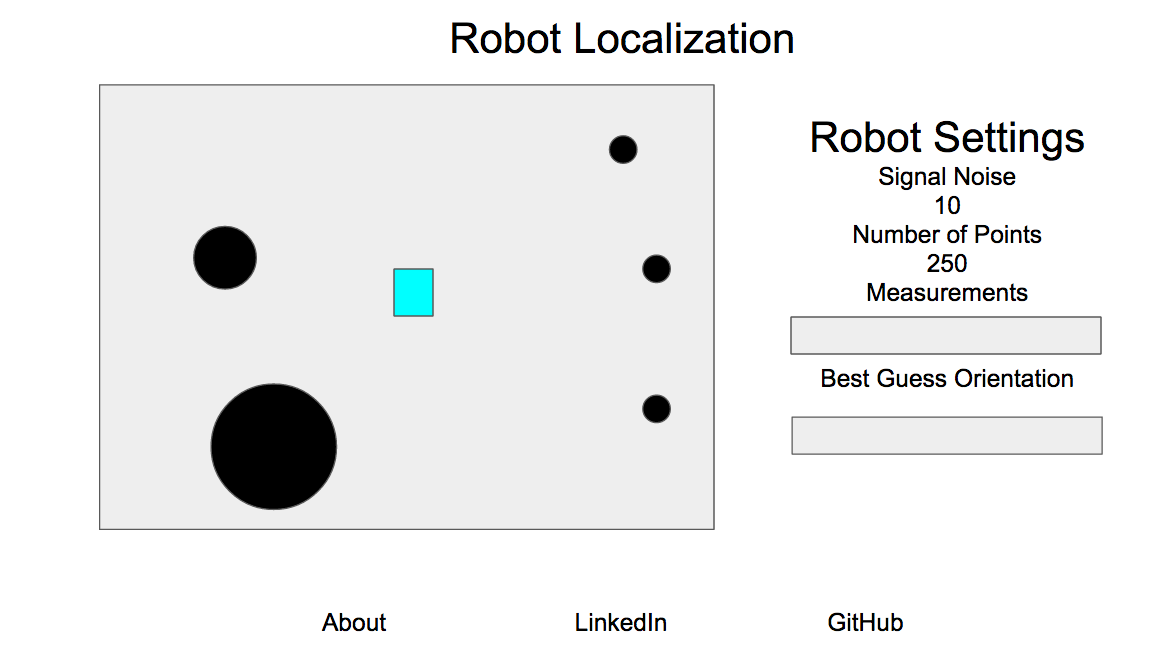 Robot Localization
Robot Settings
Signal Noise
10
Number of Points
250
Measurements
Best Guess Orientation
About
LinkedIn
GitHub